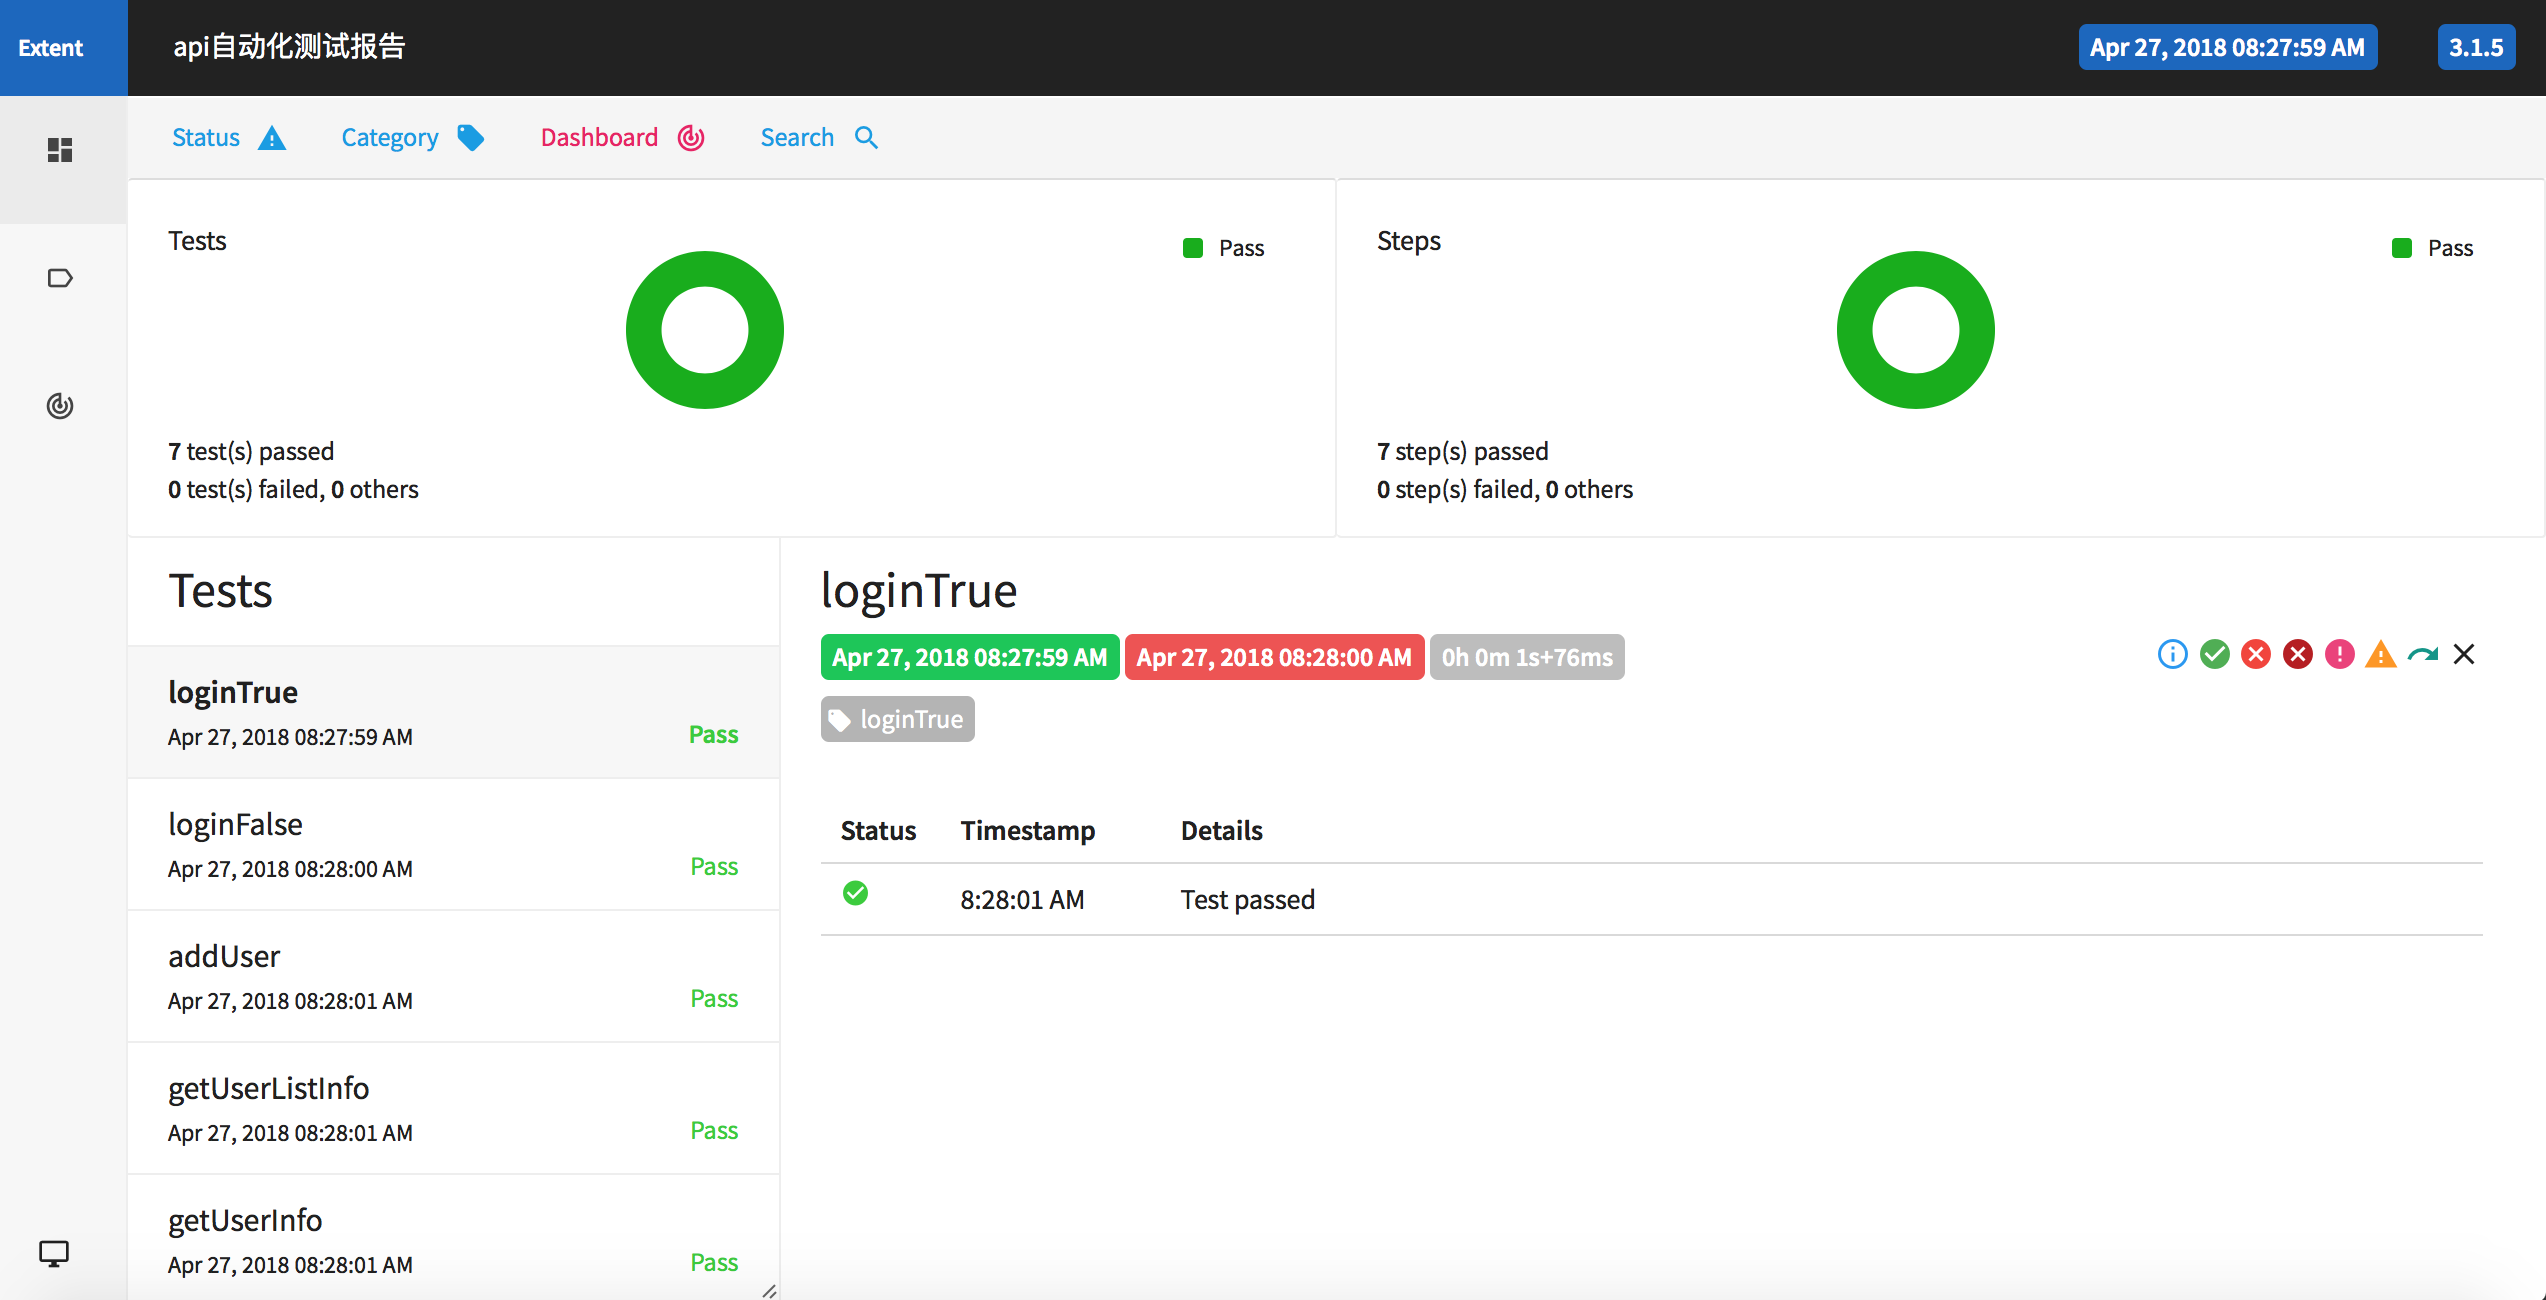 Extent
api自动化测试报告
Apr 27, 2018 08:27:59 AM
3.1.5
Status
Category
Dashboard
Search
Tests
Pass
7 test(s) passed
0 test(s) failed, 0 others
Steps
Pass
7 step(s) passed
0 step(s) failed, 0 others
Tests
loginTrue
Apr 27, 2018 08:27:59 AM
Pass
loginFalse
Apr 27, 2018 08:28:00 AM
Pass
addUser
Apr 27, 2018 08:28:01 AM
Pass
getUserListInfo
Apr 27, 2018 08:28:01 AM
Pass
getUserInfo
Apr 27, 2018 08:28:01 AM
Pass
loginTrue
Apr 27, 2018 08:27:59 AM
Apr 27, 2018 08:28:00 AM
0h 0m 1s+76ms
loginTrue
Status Timestamp Details
8:28:01 AM Test passed